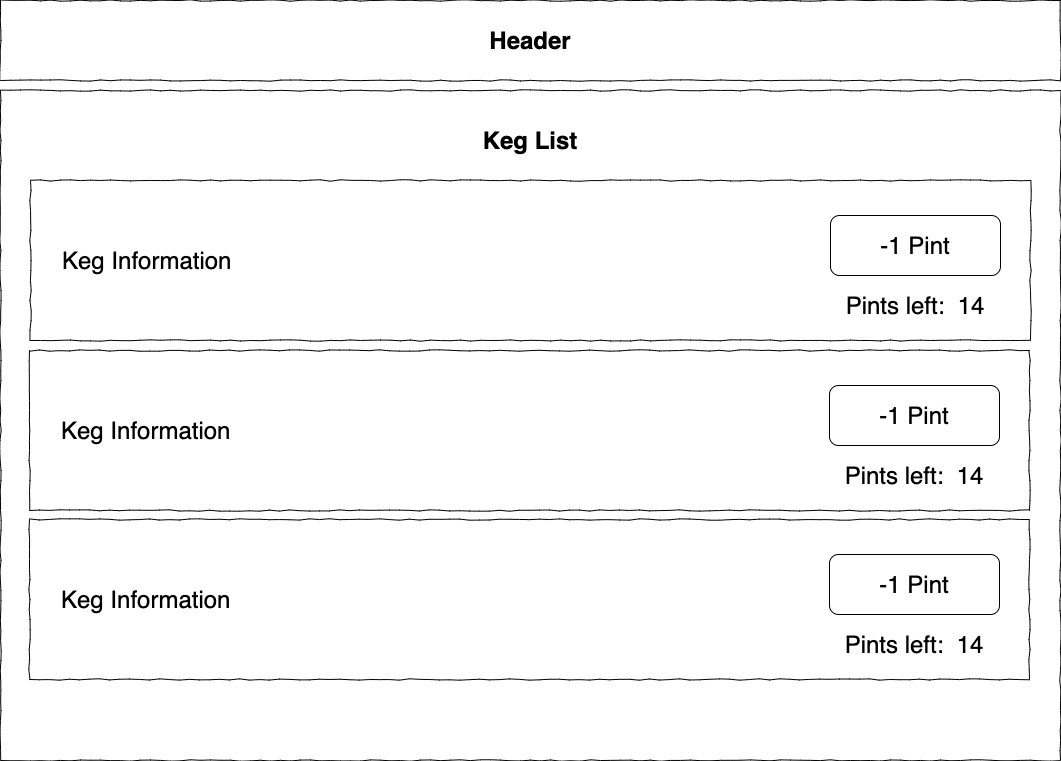 Header
Keg List
Keg Information
-1 Pint
Pints left: 14
Keg Information
-1 Pint
Pints left: 14
Keg Information
-1 Pint
Pints left: 14